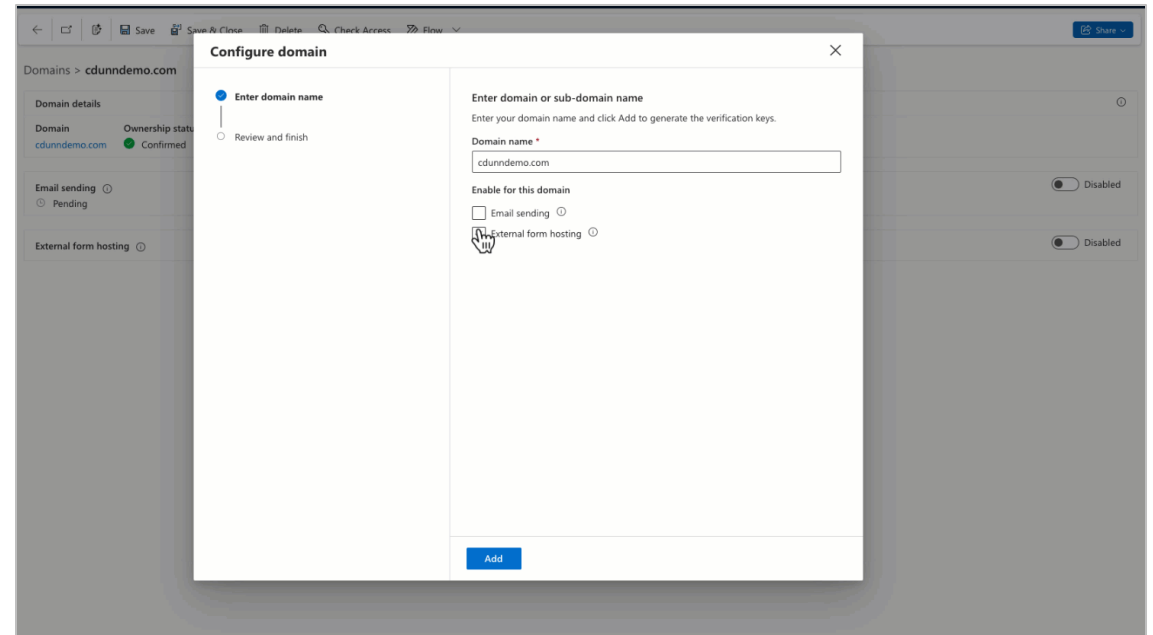 Save Save & Close Delete Check Access Flow Share
Domains > cdunndemo.com
Domain details
Domain Ownership statu
cdunndemo.com Confirmed
Email sending Disabled
Pending
External form hosting Disabled
Configure domain
Enter domain name
Review and finish
Enter domain or sub-domain name
Enter your domain name and click Add to generate the verification keys.
Domain name *
cdunndemo.com
Enable for this domain
Email sending
External form hosting
Add